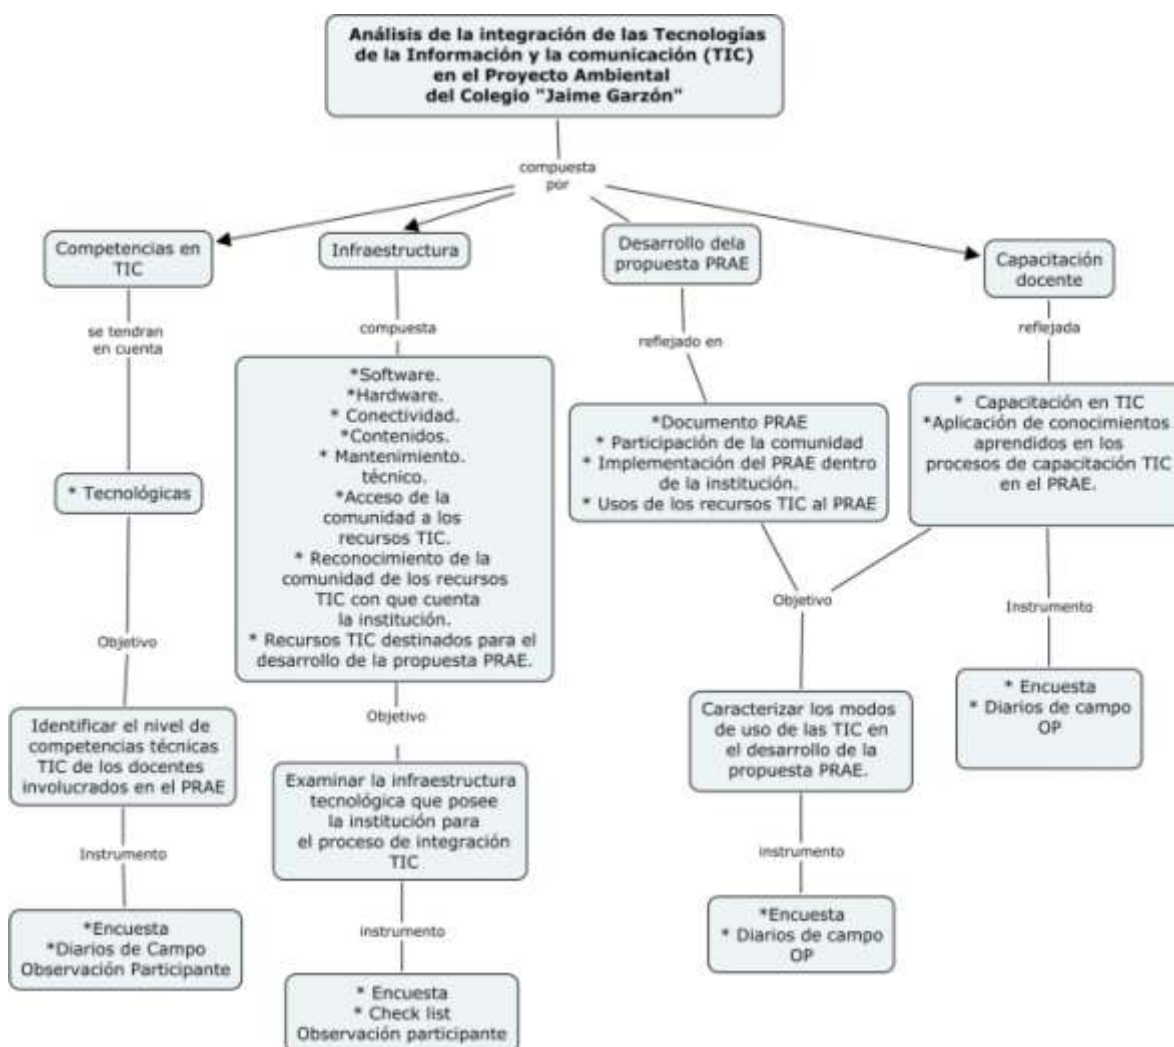 Análisis de la integración de las Tecnologías
de la Información y la comunicación (TIC)
en el Proyecto Ambiental
del Colegio "Jaime Garzón"
compuesta
por
Competencias en
TIC
Infraestructura
Desarrollo dela
propuesta PRAE
Capacitación
docente
se tendran
en cuenta
compuesta
reflejado en
reflejada
* Tecnológicas
*Software.
*Hardware.
* Conectividad.
*Contenidos.
* Mantenimiento.
técnico.
*Acceso de la
comunidad a los
recursos TIC.
* Reconocimiento de la
comunidad de los recursos
TIC con que cuenta
la institución.
* Recursos TIC destinados para el
desarrollo de la propuesta PRAE.
*Documento PRAE
* Participación de la comunidad
* Implementación del PRAE dentro
de la institución.
* Usos de los recursos TIC al PRAE
* Capacitación en TIC
*Aplicación de conocimientos
aprendidos en los
procesos de capacitación TIC
en el PRAE.
Objetivo
Objetivo
Objetivo
Instrumento
Identificar el nivel de
competencias técnicas
TIC de los docentes
involucrados en el PRAE
Examinar la infraestructura
tecnológica que posee
la institución para
el proceso de integración
TIC
Caracterizar los modos
de uso de las TIC en
el desarrollo de la
propuesta PRAE.
* Encuesta
* Diarios de campo
OP
Instrumento
instrumento
instrumento
*Encuesta
*Diarios de Campo
Observación Participante
* Encuesta
* Check list
Observación participante
*Encuesta
* Diarios de campo
OP